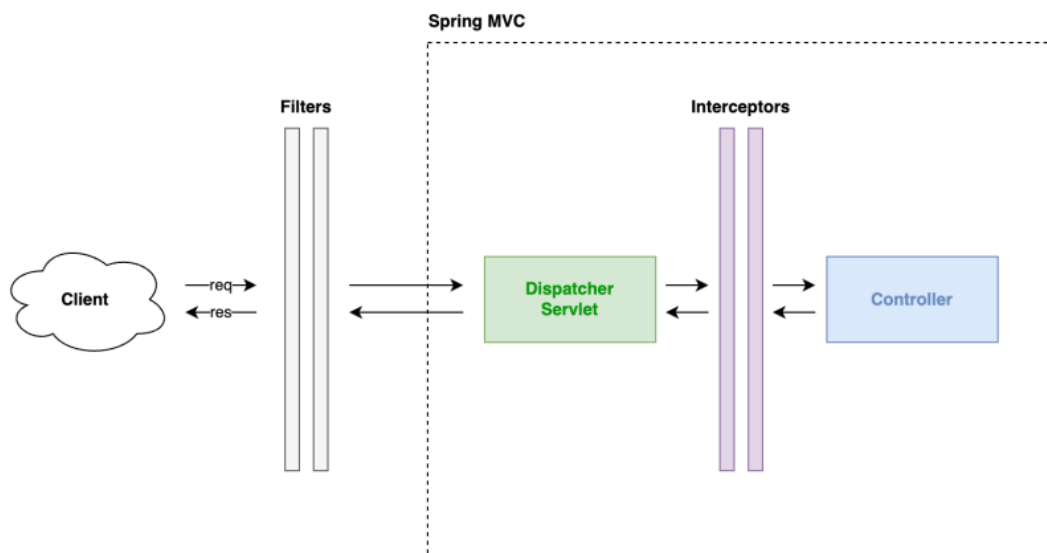 Spring MVC
Filters
Interceptors
Client
req
res
Dispatcher
Servlet
Controller